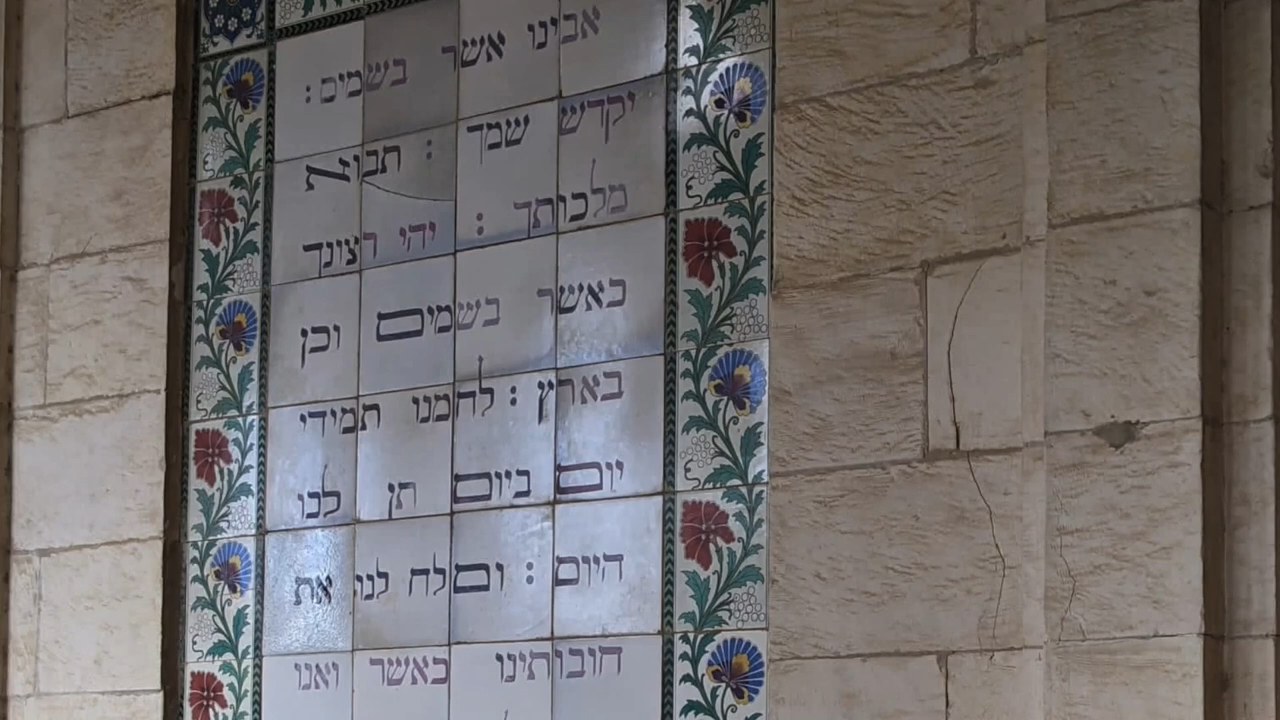 אבינו אשר בשמים:
יקדש שמך : תבוא
מלכותך : יהי רצונך
כאשר בשמים וכן
בארץ : לחמנו תמידי
יום ביום תן לנו
היום : וםלח לנו את
חובותינו כאשר ואנו